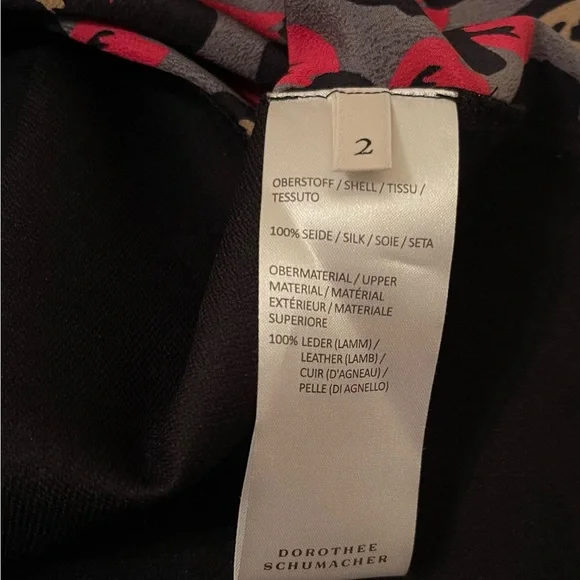 2
OBERSTOFF / SHELL / TISSU /
TESSUTO
100% SEIDE / SILK / SOIE / SETA
OBERMATERIAL / UPPER
MATERIAL / MATÉRIAL
EXTÉRIEUR / MATERIALE
SUPERIORE
100% LEDER (LAMM) /
LEATHER (LAMB) /
CUIR (D'AGNEAU) /
PELLE (DI AGNELLO)
DOROTHEE
SCHUMACHER